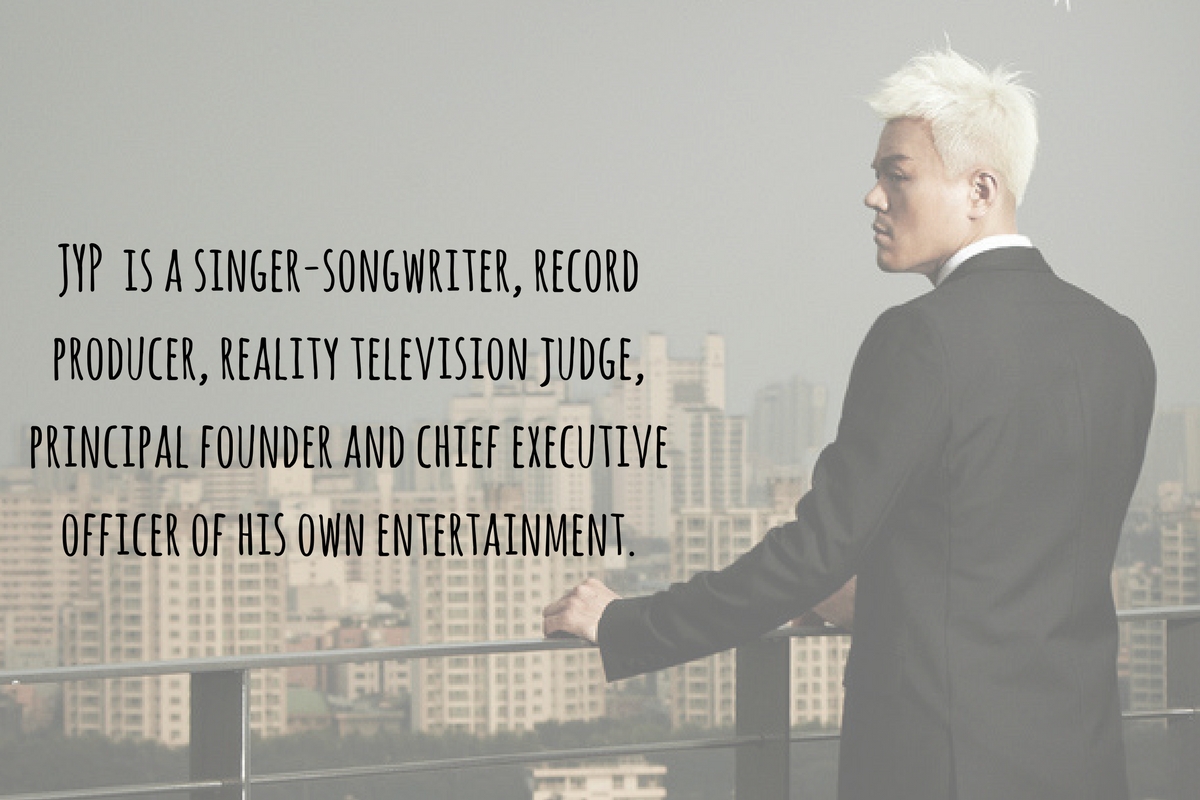 JYP IS A SINGER-SONGWRITER, RECORD
PRODUCER, REALITY TELEVISION JUDGE,
PRINCIPAL FOUNDER AND CHIEF EXECUTIVE
OFFICER OF HIS OWN ENTERTAINMENT.